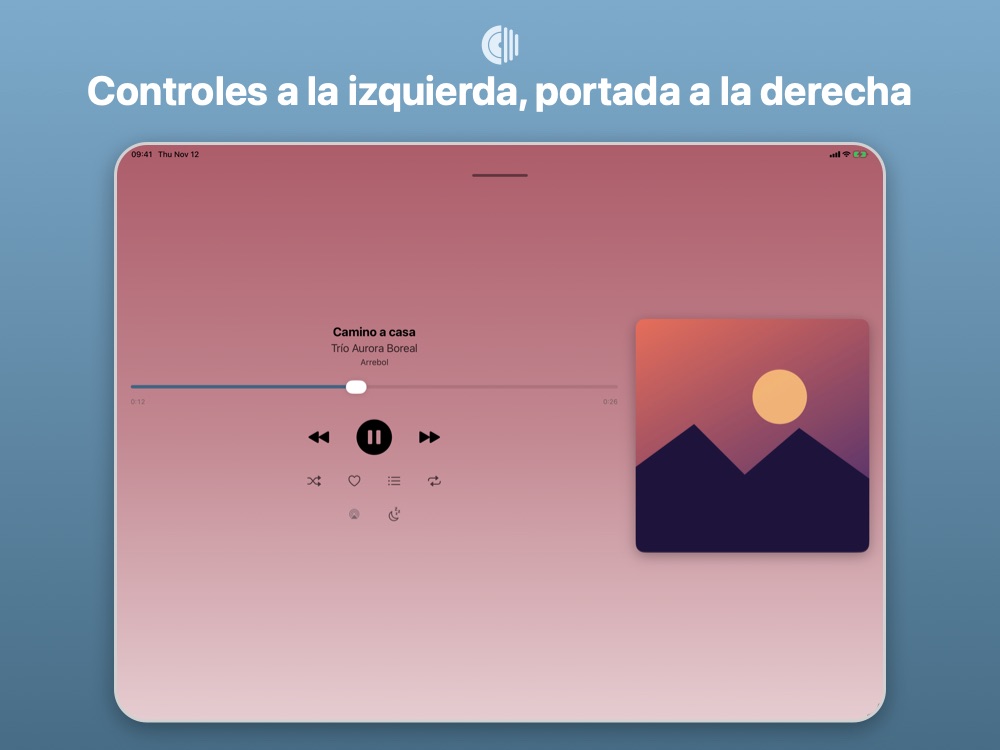 Controles a la izquierda, portada a la derecha
09:41 Thu Nov 12
Camino a casa
Trío Aurora Boreal
Arrebol
0:13
0:26